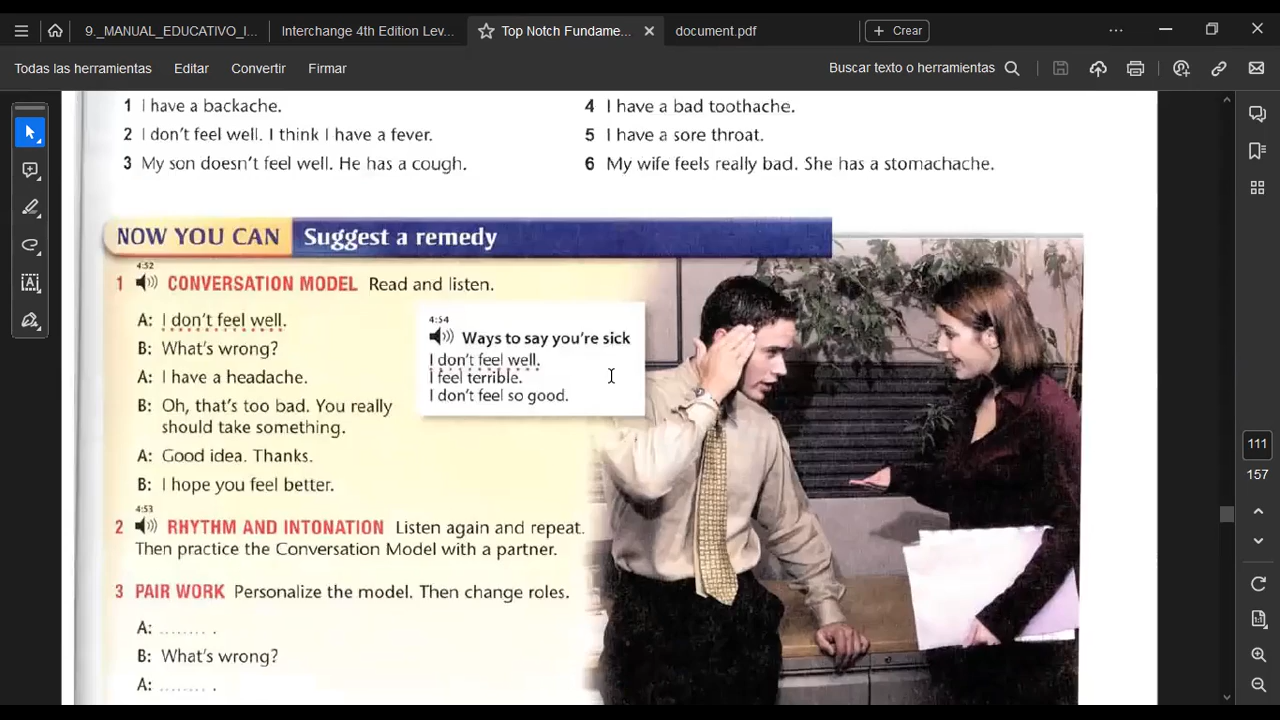 9._MANUAL_EDUCATIVO_I...
Interchange 4th Edition Lev...
Top Notch Fundame...
document.pdf
Crear
Todas las herramientas
Editar
Convertir
Firmar
Buscar texto o herramientas
1 I have a backache.
2 I don't feel well. I think I have a fever.
3 My son doesn't feel well. He has a cough.
4 I have a bad toothache.
5 I have a sore throat.
6 My wife feels really bad. She has a stomachache.
NOW YOU CAN Suggest a remedy
4:52
1 CONVERSATION MODEL Read and listen.
A: I don't feel well.
B: What's wrong?
A: I have a headache.
B: Oh, that's too bad. You really
should take something.
A: Good idea. Thanks.
B: I hope you feel better.
4:54
Ways to say you're sick
I don't feel well.
I feel terrible.
I don't feel so good.
4:53
2 RHYTHM AND INTONATION Listen again and repeat.
Then practice the Conversation Model with a partner.
3 PAIR WORK Personalize the model. Then change roles.
A: ........ .
B: What's wrong?
A: ........ .
111
157
1:1